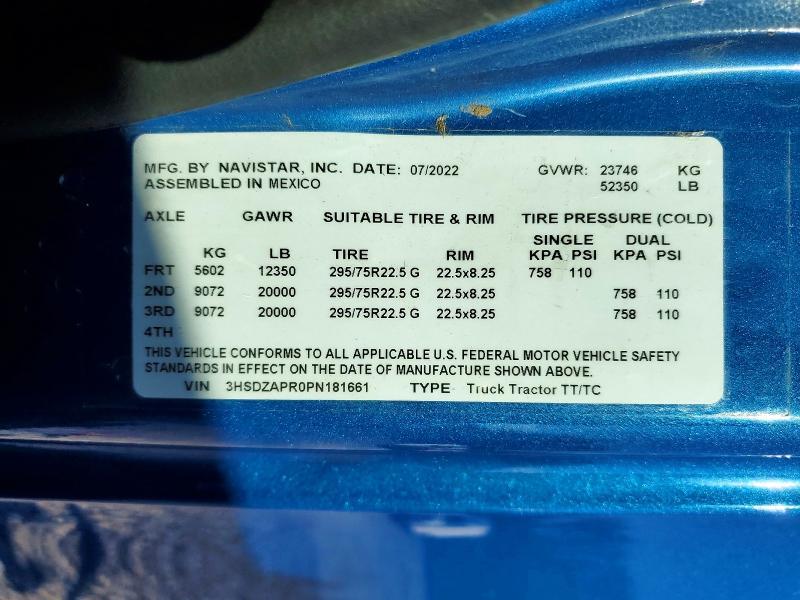 MFG. BY NAVISTAR, INC. DATE: 07/2022 GVWR: 23746 KG
ASSEMBLED IN MEXICO 52350 LB
AXLE GAWR SUITABLE TIRE & RIM TIRE PRESSURE (COLD)
SINGLE DUAL
KG LB TIRE RIM KPA PSI KPA PSI
FRT 5602 12350 295/75R22.5 G 22.5x8.25 758 110
2ND 9072 20000 295/75R22.5 G 22.5x8.25 758 110
3RD 9072 20000 295/75R22.5 G 22.5x8.25 758 110
4TH
THIS VEHICLE CONFORMS TO ALL APPLICABLE U.S. FEDERAL MOTOR VEHICLE SAFETY
STANDARDS IN EFFECT ON THE DATE OF MANUFACTURE SHOWN ABOVE.
VIN 3HSDZAPR0PN181661 TYPE Truck Tractor TT/TC